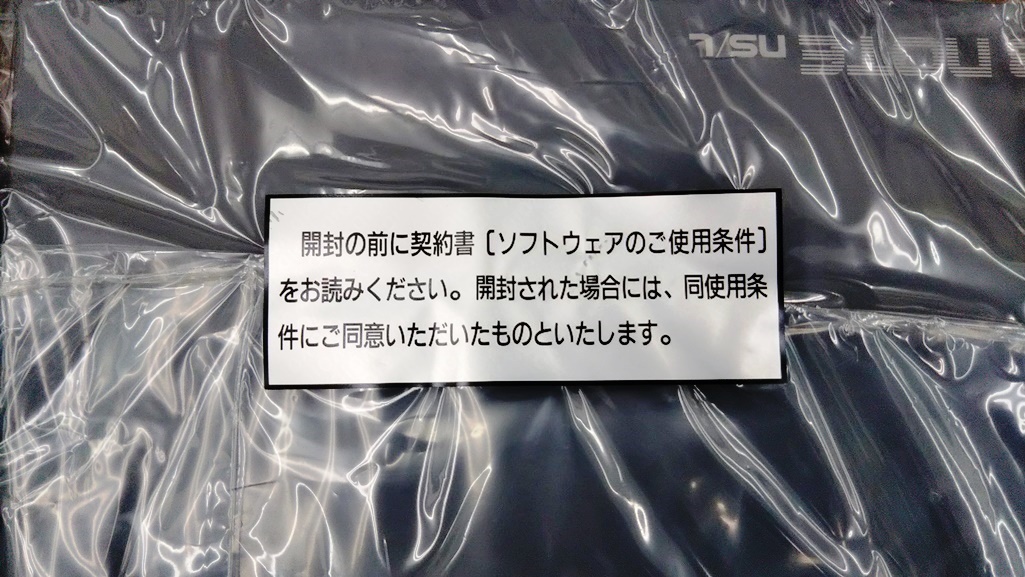 開封の前に契約書〔ソフトウェアのご使用条件〕
をお読みください。開封された場合には、同使用条
件にご同意いただいたものといたします。